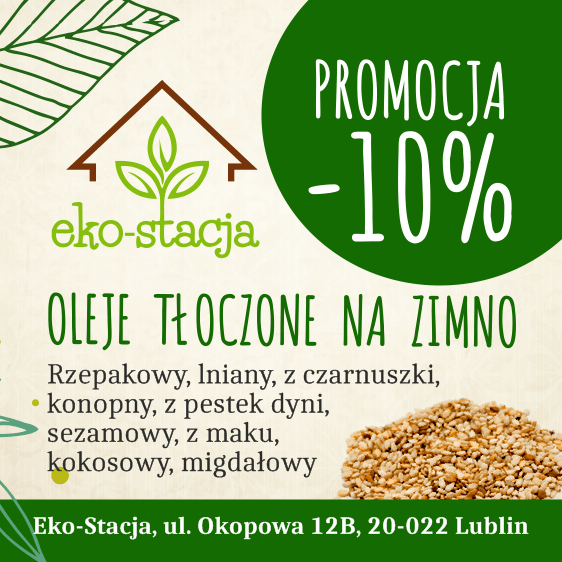 PROMOCJA
-10%
eko-stacja
OLEJE TŁOCZONE NA ZIMNO
Rzepakowy, lniany, z czarnuszki,
konopny, z pestek dyni,
sezamowy, z maku,
kokosowy, migdałowy
Eko-Stacja, ul. Okopowa 12B, 20-022 Lublin